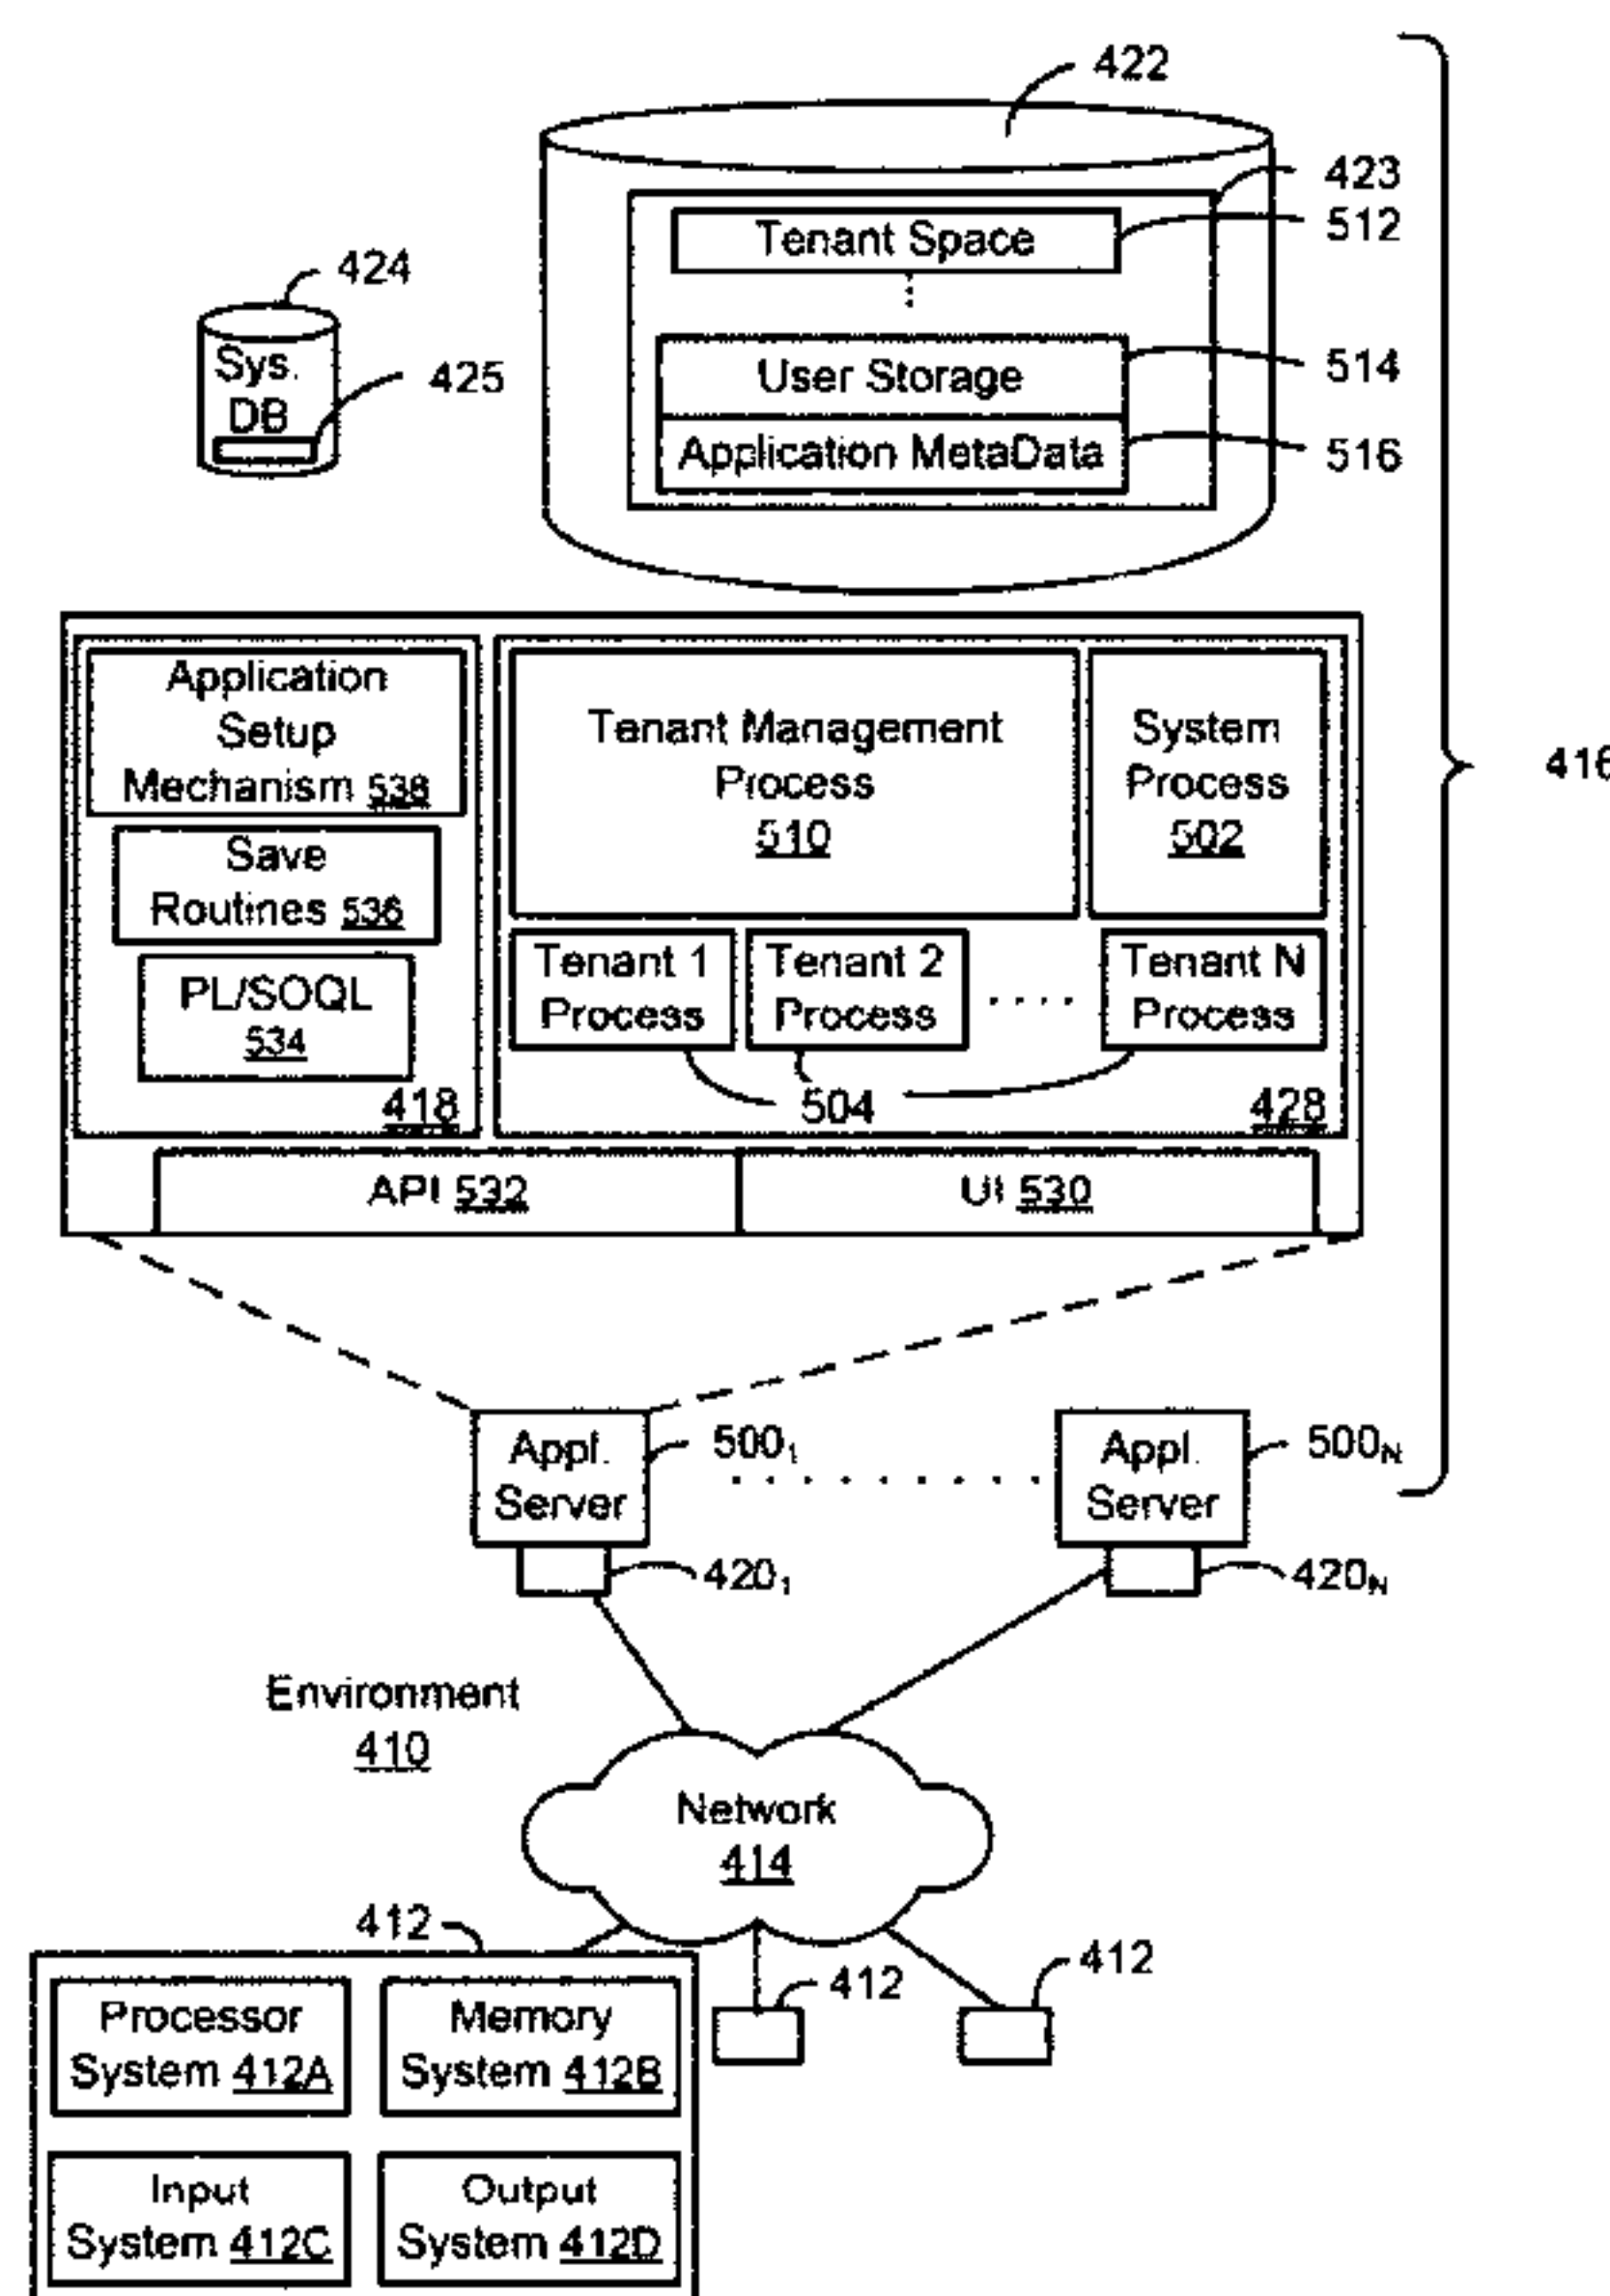 422
423
Tenant Space
512
424
Sys.
DB
425
User Storage
514
Application MetaData
516
Application
Setup
Mechanism 538
Save
Routines 536
PL/SOQL
534
418
Tenant Management
Process
510
System
Process
502
Tenant 1
Process
Tenant 2
Process
Tenant N
Process
504
428
API 532
UI 530
416
Appl.
Server
500₁
Appl.
Server
500N
420₁
420N
Environment
410
Network
414
412
412
412
Processor
System 412A
Memory
System 412B
Input
System 412C
Output
System 412D